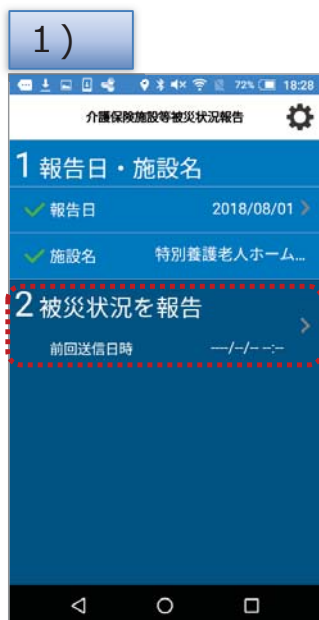 1）
72% 18:28
介護保険施設等被災状況報告
1 報告日・施設名
報告日 2018/08/01
施設名 特別養護老人ホーム...
2 被災状況を報告
前回送信日時 ----/--/-- --:--